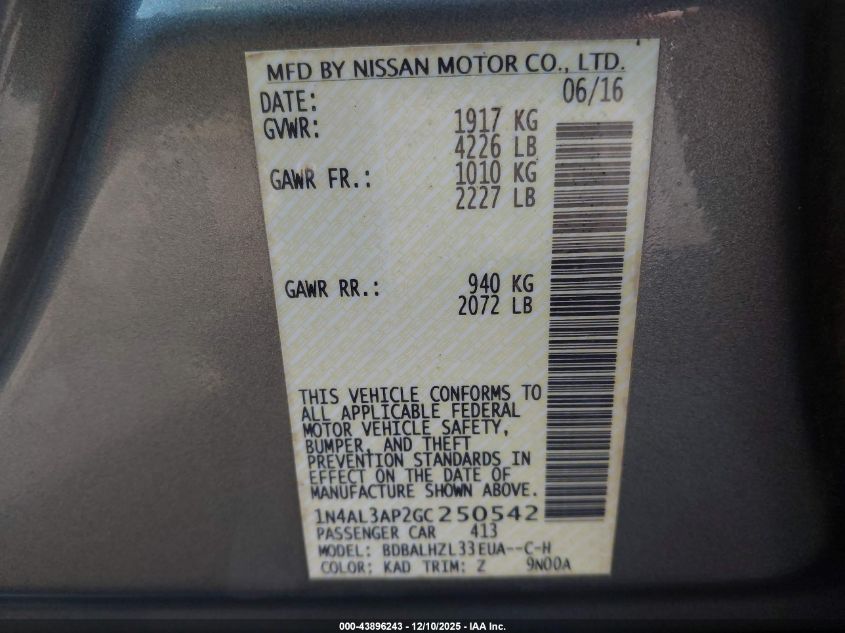 MFD BY NISSAN MOTOR CO., LTD.
DATE: 06/16
GVWR: 1917 KG
4226 LB
GAWR FR.: 1010 KG
2227 LB
GAWR RR.: 940 KG
2072 LB
THIS VEHICLE CONFORMS TO
ALL APPLICABLE FEDERAL
MOTOR VEHICLE SAFETY,
BUMPER, AND THEFT
PREVENTION STANDARDS IN
EFFECT ON THE DATE OF
MANUFACTURE SHOWN ABOVE.
1N4AL3AP2GC250542
PASSENGER CAR 413
MODEL: BDBALHZL33EUA--C-H
COLOR: KAD TRIM: Z 9N00A
000-43896243 - 12/10/2025 - IAA Inc.